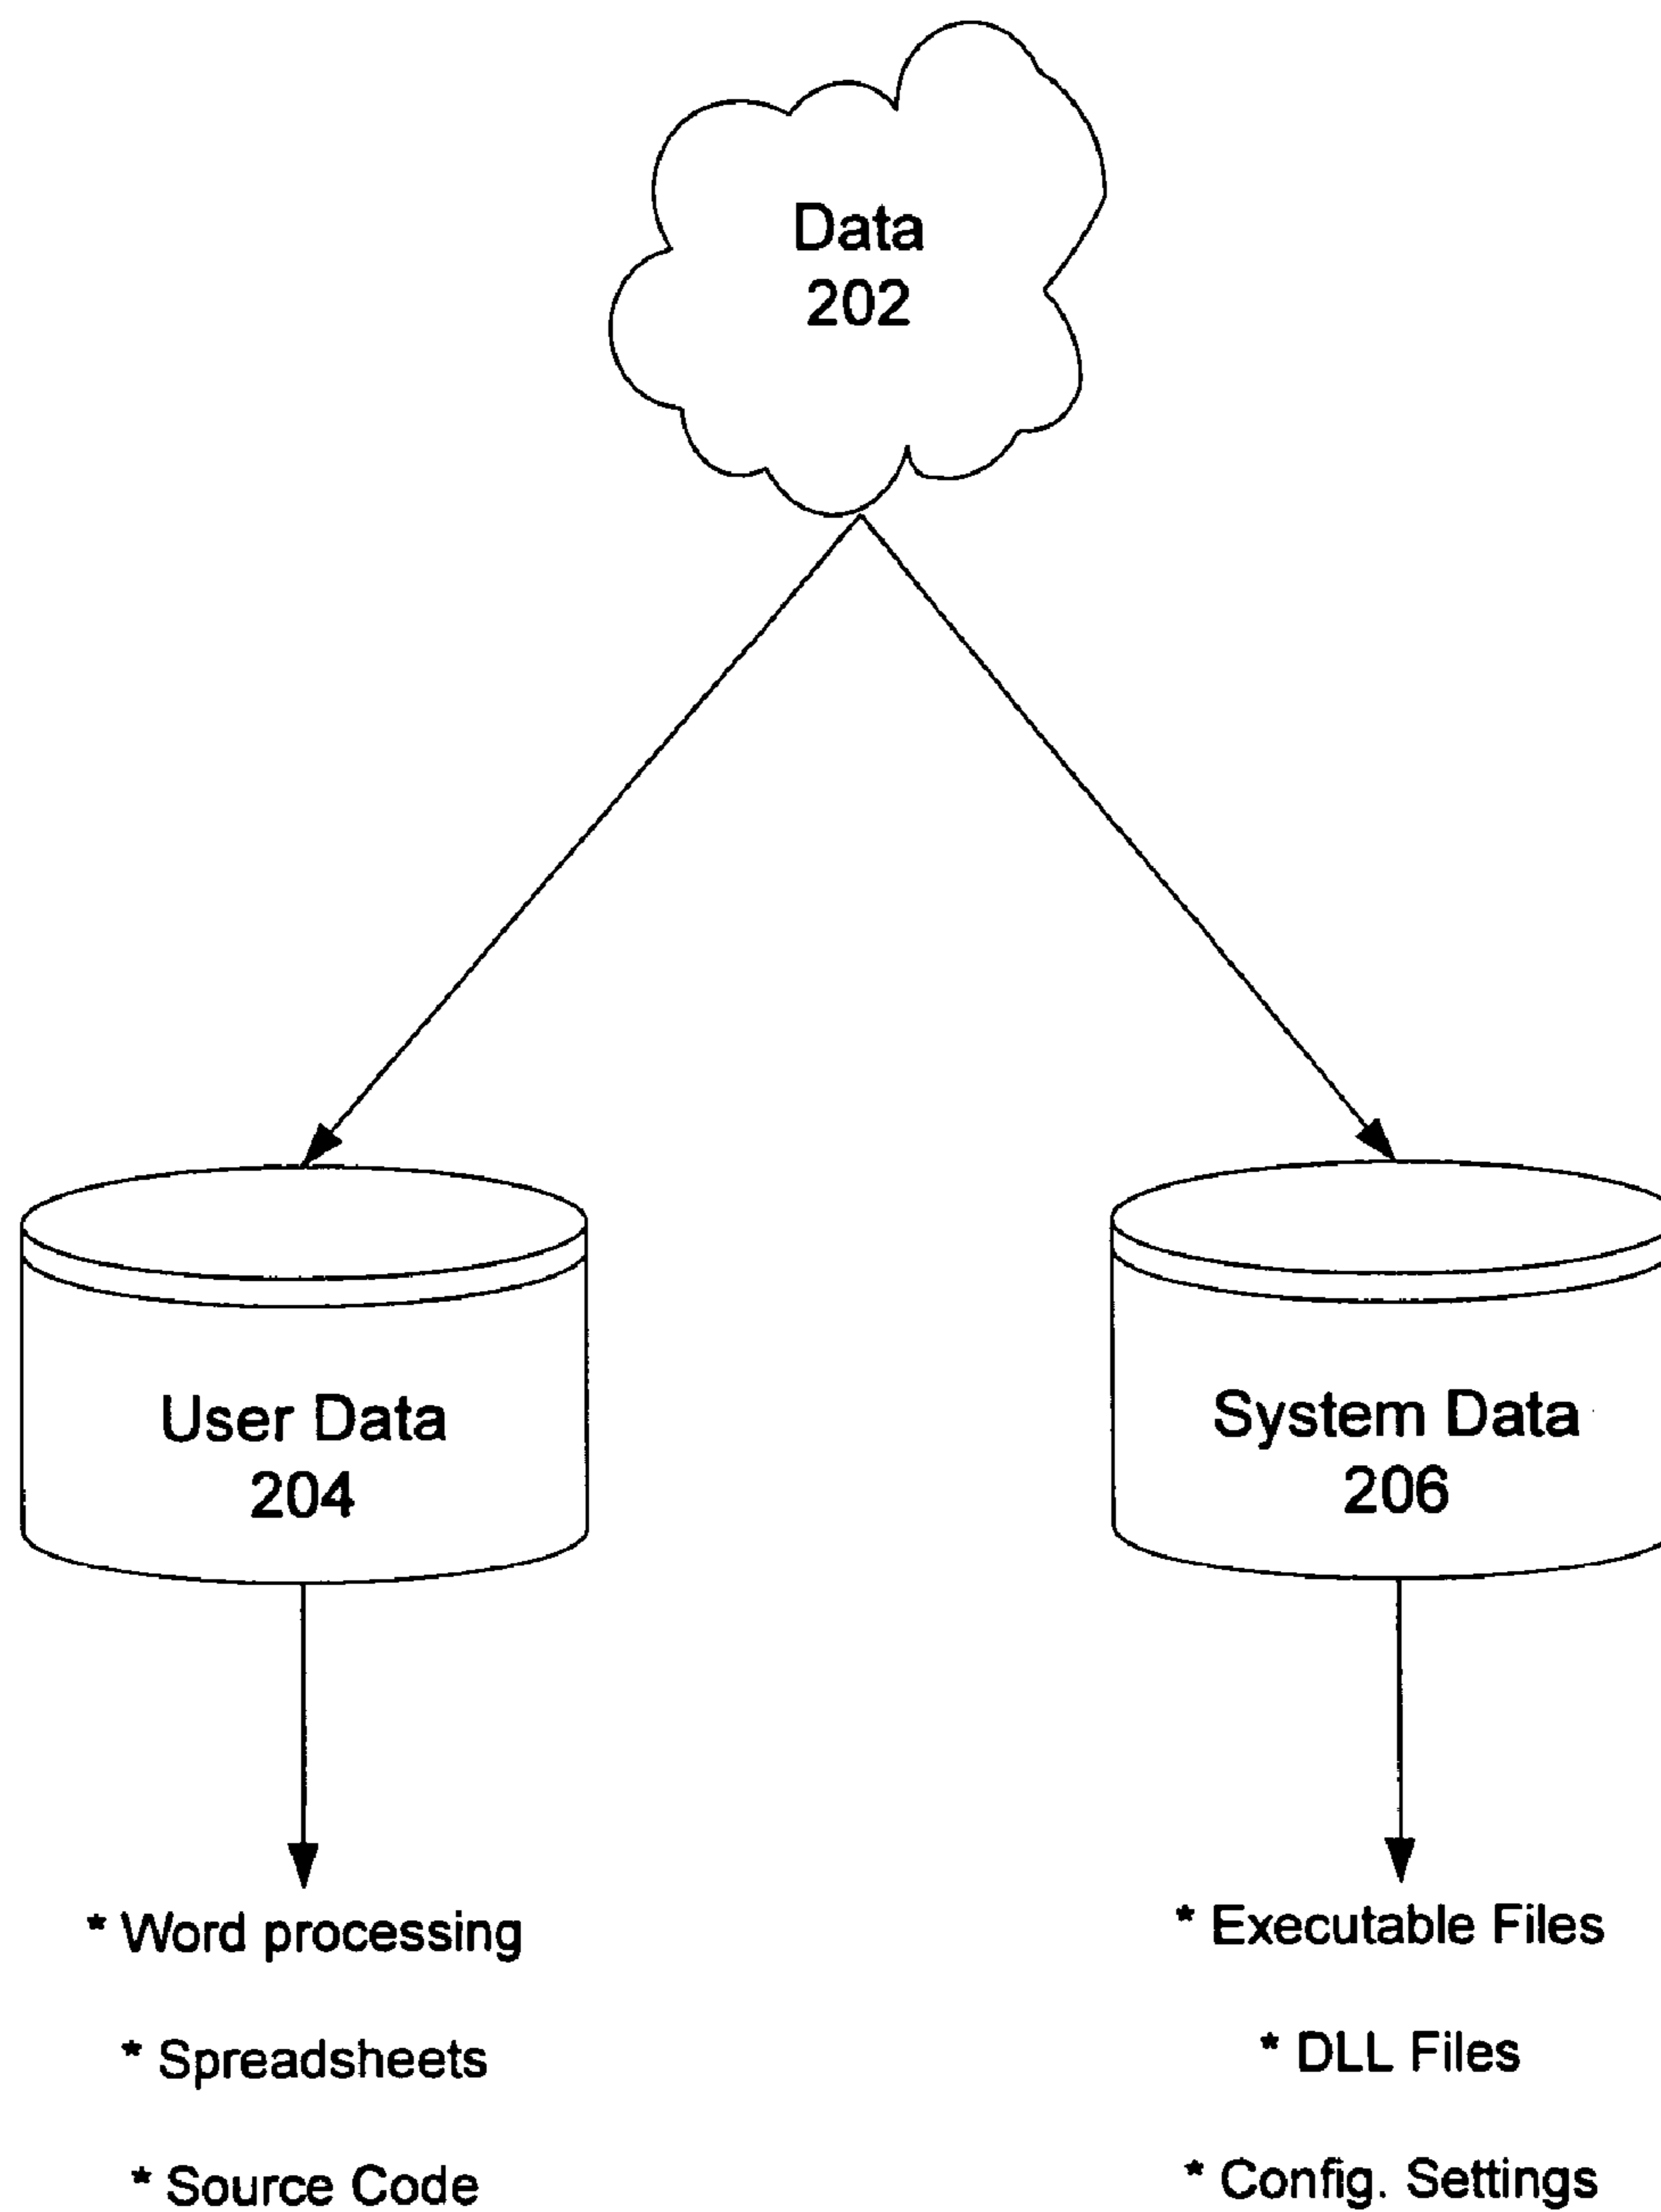 Data
202
User Data
204
System Data
206
* Word processing
* Spreadsheets
* Source Code
* Executable Files
* DLL Files
* Config. Settings